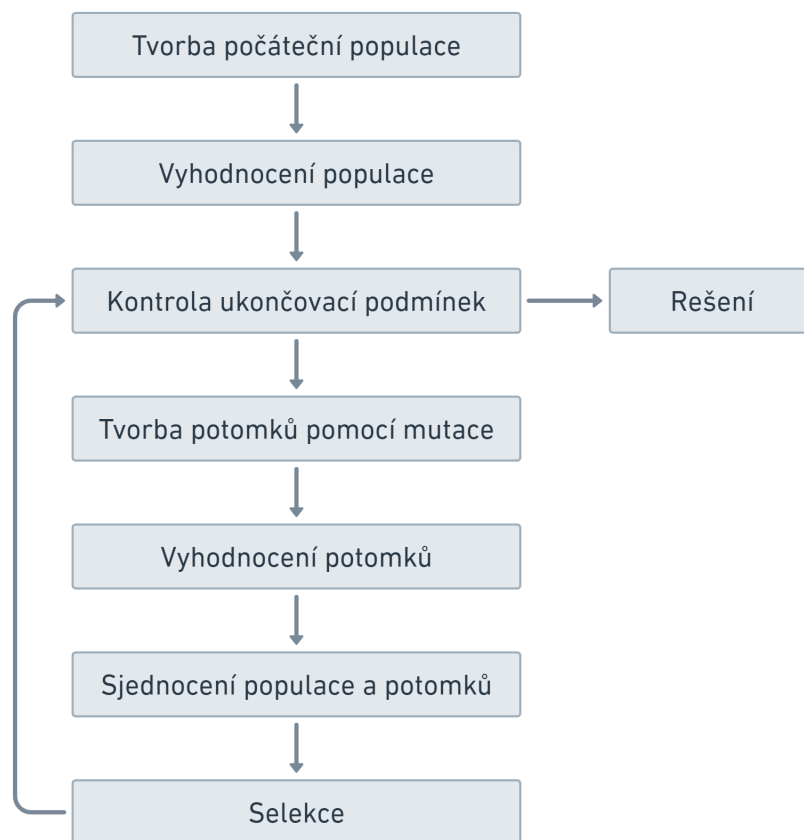 Tvorba počáteční populace
Vyhodnocení populace
Kontrola ukončovací podmínek
Rešení
Tvorba potomků pomocí mutace
Vyhodnocení potomků
Sjednocení populace a potomků
Selekce